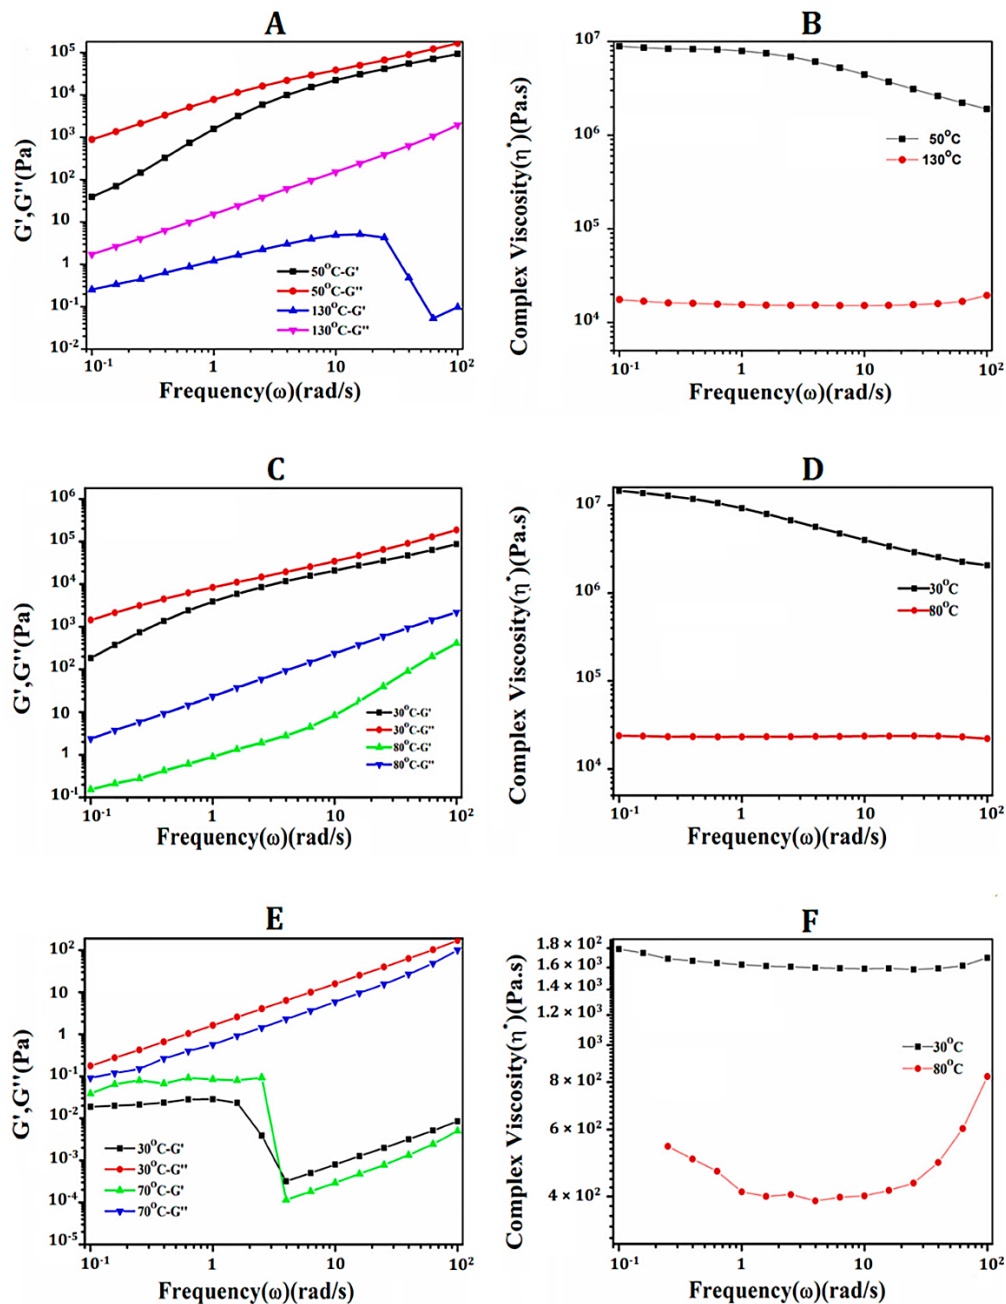 A
G',G''(Pa)
10⁵
10⁴
10³
10²
10
1
10⁻¹
10⁻²
50°C-G'
50°C-G''
130°C-G'
130°C-G''
10⁻¹
1
10
10²
Frequency(ω)(rad/s)
B
Complex Viscosity(η*)(Pa.s)
10⁷
10⁶
10⁵
10⁴
50°C
130°C
10⁻¹
1
10
10²
Frequency(ω)(rad/s)
C
G',G''(Pa)
10⁶
10⁵
10⁴
10³
10²
10
1
10⁻¹
30°C-G'
30°C-G''
80°C-G'
80°C-G''
10⁻¹
1
10
10²
Frequency(ω)(rad/s)
D
Complex Viscosity(η*)(Pa.s)
10⁷
10⁶
10⁵
10⁴
30°C
80°C
10⁻¹
1
10
10²
Frequency(ω)(rad/s)
E
G',G''(Pa)
10²
10
1
10⁻¹
10⁻²
10⁻³
10⁻⁴
10⁻⁵
30°C-G'
30°C-G''
70°C-G'
70°C-G''
10⁻¹
1
10
10²
Frequency(ω)(rad/s)
F
Complex Viscosity(η*)(Pa.s)
1.8 × 10²
1.6 × 10³
1.4 × 10³
1.2 × 10³
10³
8 × 10²
6 × 10²
4 × 10²
30°C
80°C
10⁻¹
1
10
10²
Frequency(ω)(rad/s)